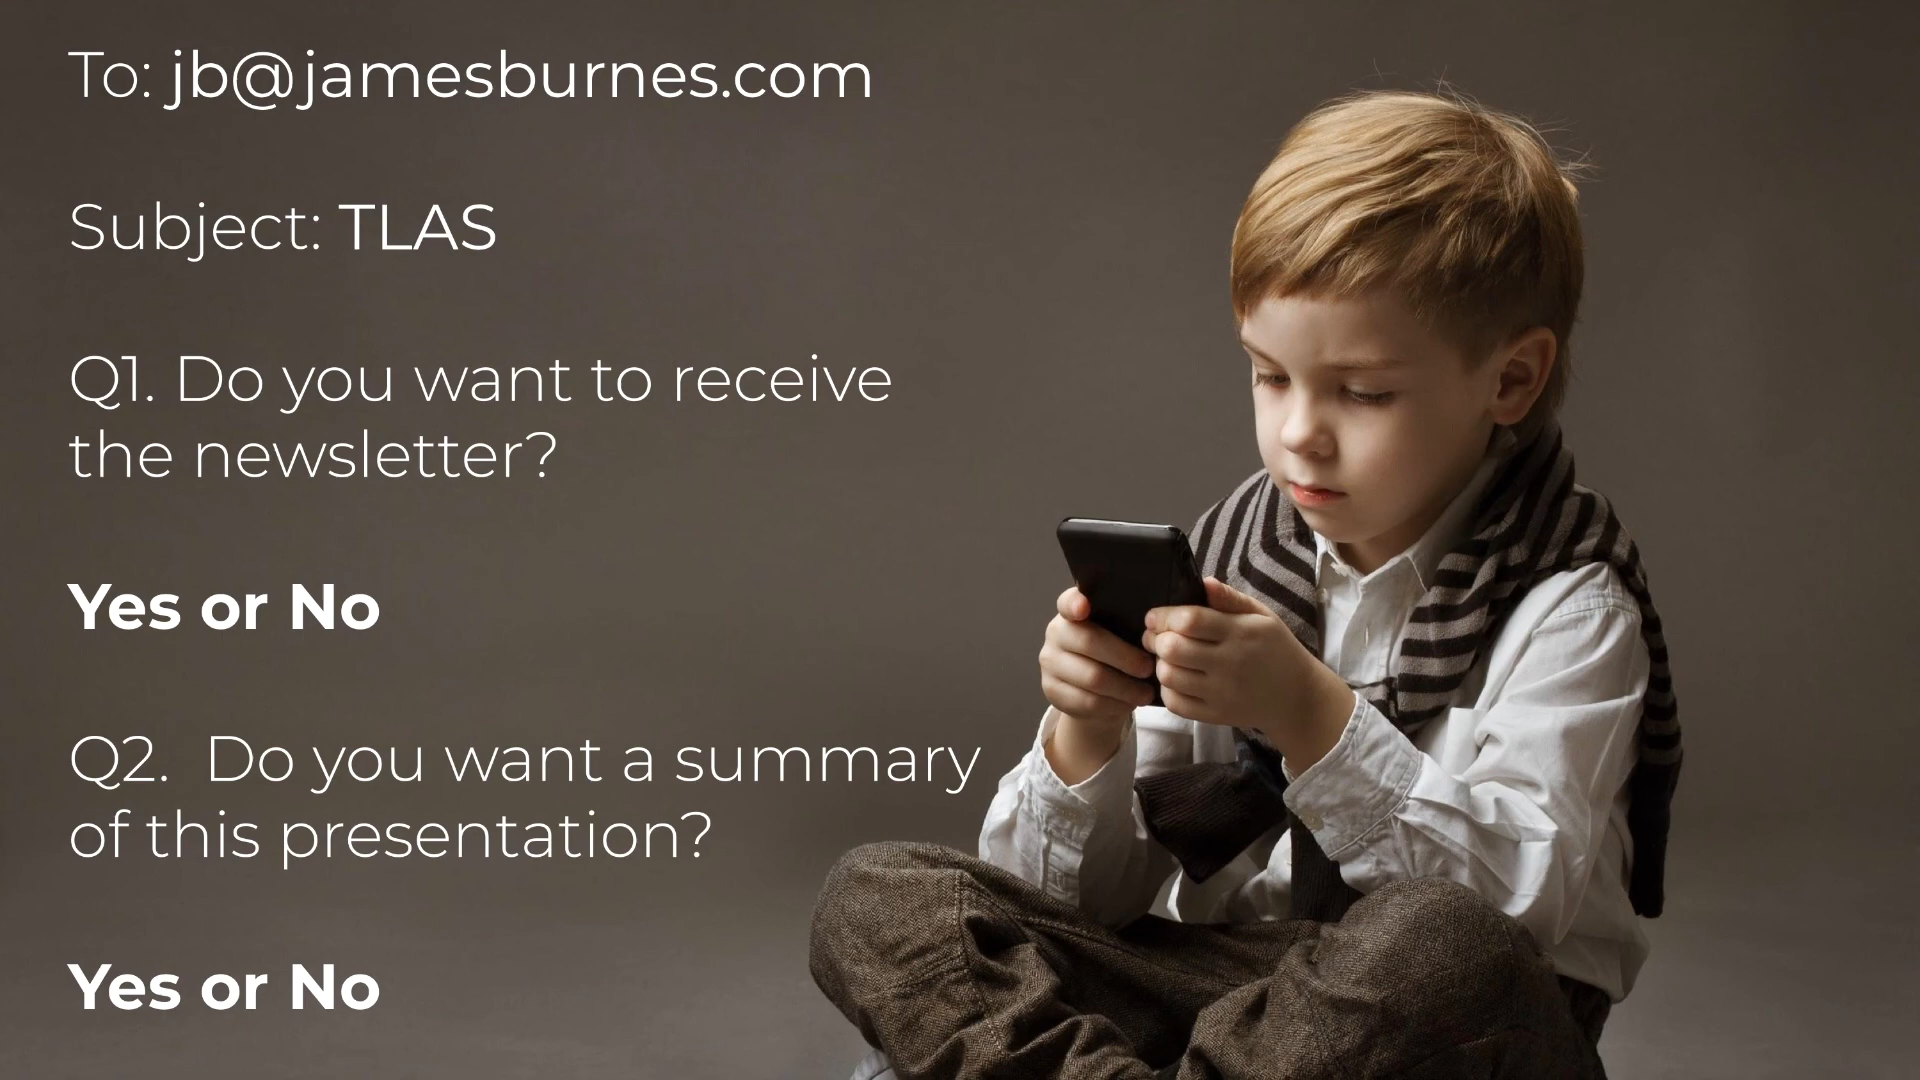 To: jb@jamesburnes.com
Subject: TLAS
Q1. Do you want to receive
the newsletter?
Yes or No
Q2.  Do you want a summary
of this presentation?
Yes or No